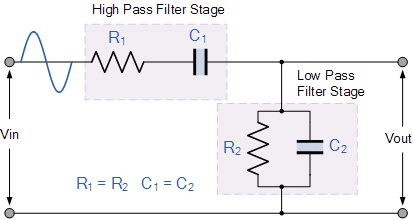 High Pass Filter Stage
R₁
C₁
Low Pass
Filter Stage
Vin
R₂
C₂
Vout
R₁ = R₂ C₁ = C₂